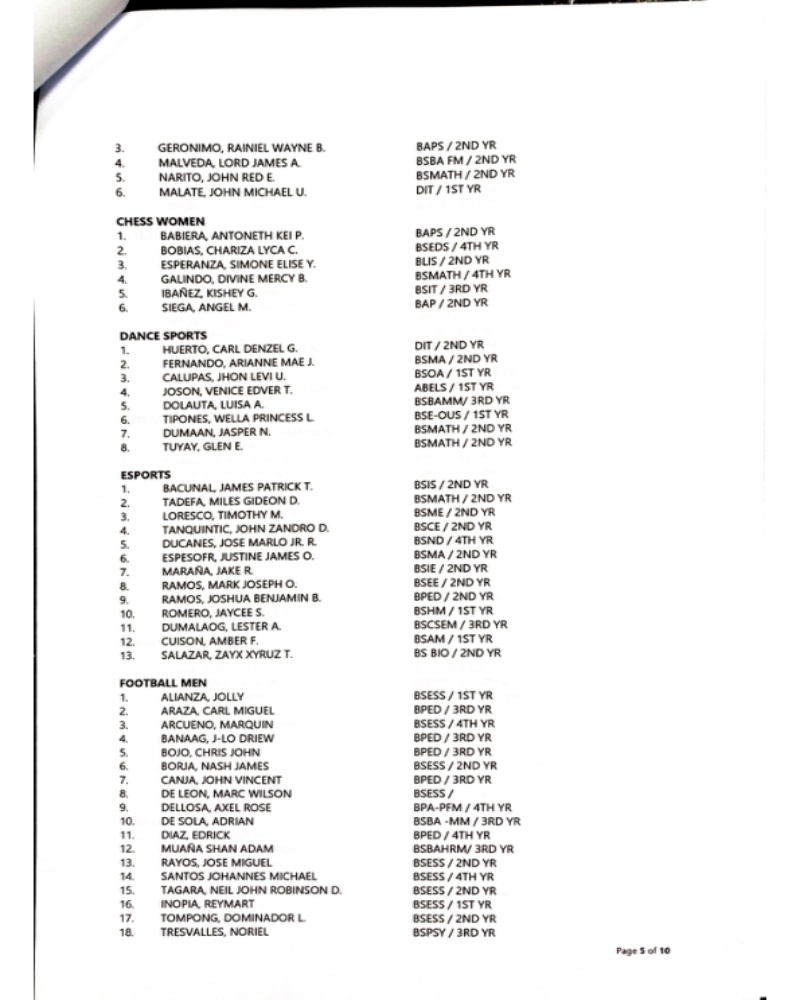 3. GERONIMO, RAINIEL WAYNE B. BAPS / 2ND YR
4. MALVEDA, LORD JAMES A. BSBA FM / 2ND YR
5. NARITO, JOHN RED E. BSMATH / 2ND YR
6. MALATE, JOHN MICHAEL U. DIT / 1ST YR
CHESS WOMEN
1. BABIERA, ANTONETH KEI P. BAPS / 2ND YR
2. BOBIAS, CHARIZA LYCA C. BSEDS / 4TH YR
3. ESPERANZA, SIMONE ELISE Y. BLIS / 2ND YR
4. GALINDO, DIVINE MERCY B. BSMATH / 4TH YR
5. IBAÑEZ, KISHEY G. BSIT / 3RD YR
6. SIEGA, ANGEL M. BAP / 2ND YR
DANCE SPORTS
1. HUERTO, CARL DENZEL G. DIT / 2ND YR
2. FERNANDO, ARIANNE MAE J. BSMA / 2ND YR
3. CALUPAS, JHON LEVI U. BSOA / 1ST YR
4. JOSON, VENICE EDVER T. ABELS / 1ST YR
5. DOLAUTA, LUISA A. BSBAMM/ 3RD YR
6. TIPONES, WELLA PRINCESS L. BSE-OUS / 1ST YR
7. DUMAAN, JASPER N. BSMATH / 2ND YR
8. TUYAY, GLEN E. BSMATH / 2ND YR
ESPORTS
1. BACUNAL, JAMES PATRICK T. BSIS / 2ND YR
2. TADEFA, MILES GIDEON D. BSMATH / 2ND YR
3. LORESCO, TIMOTHY M. BSME / 2ND YR
4. TANQUINTIC, JOHN ZANDRO D. BSCE / 2ND YR
5. DUCANES, JOSE MARLO JR. R. BSND / 4TH YR
6. ESPESOFR, JUSTINE JAMES O. BSMA / 2ND YR
7. MARAÑA, JAKE R. BSIE / 2ND YR
8. RAMOS, MARK JOSEPH O. BSEE / 2ND YR
9. RAMOS, JOSHUA BENJAMIN B. BPED / 2ND YR
10. ROMERO, JAYCEE S. BSHM / 1ST YR
11. DUMALAOG, LESTER A. BSCSEM / 3RD YR
12. CUISON, AMBER F. BSAM / 1ST YR
13. SALAZAR, ZAYX XYRUZ T. BS BIO / 2ND YR
FOOTBALL MEN
1. ALIANZA, JOLLY BSESS / 1ST YR
2. ARAZA, CARL MIGUEL BPED / 3RD YR
3. ARCUENO, MARQUIN BSESS / 4TH YR
4. BANAAG, J-LO DRIEW BPED / 3RD YR
5. BOJO, CHRIS JOHN BPED / 3RD YR
6. BORJA, NASH JAMES BSESS / 2ND YR
7. CANJA, JOHN VINCENT BPED / 3RD YR
8. DE LEON, MARC WILSON BSESS /
9. DELLOSA, AXEL ROSE BPA-PFM / 4TH YR
10. DE SOLA, ADRIAN BSBA -MM / 3RD YR
11. DIAZ, EDRICK BPED / 4TH YR
12. MUAÑA SHAN ADAM BSBAHRM/ 3RD YR
13. RAYOS, JOSE MIGUEL BSESS / 2ND YR
14. SANTOS JOHANNES MICHAEL BSESS / 4TH YR
15. TAGARA, NEIL JOHN ROBINSON D. BSESS / 2ND YR
16. INOPIA, REYMART BSESS / 1ST YR
17. TOMPONG, DOMINADOR L. BSESS / 2ND YR
18. TRESVALLES, NORIEL BSPSY / 3RD YR
Page 5 of 10